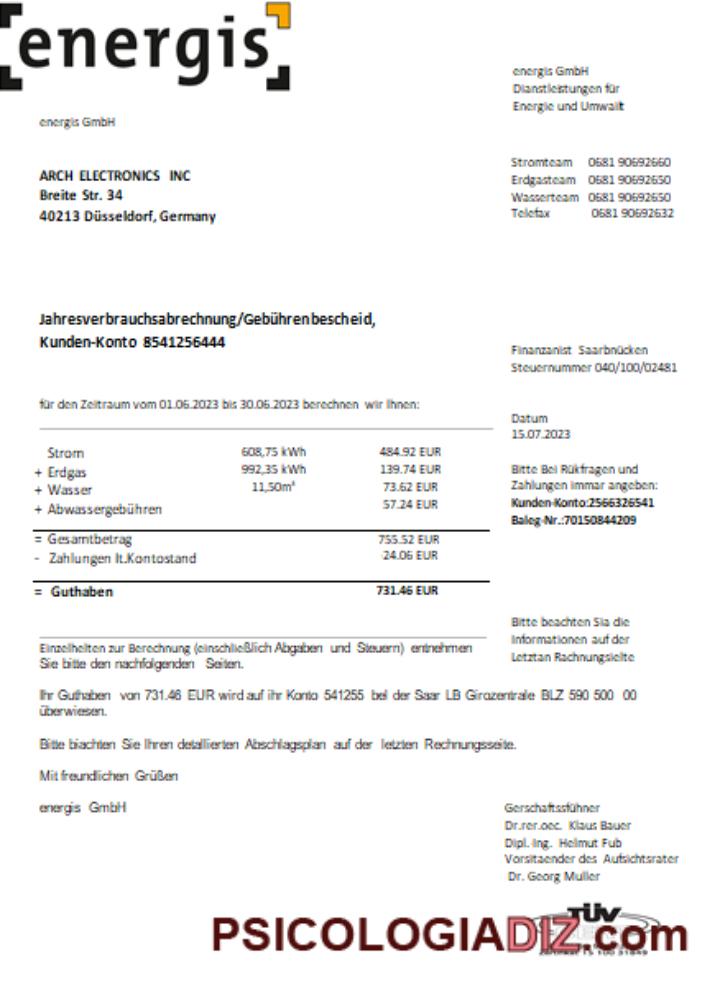 energis
energis GmbH
Dianstleistungen für
Energie und Umwalt
energis GmbH
Stromteam 0681 90692660
Erdgasteam 0681 90692650
Wasserteam 0681 90692650
Telefax 0681 90692632
ARCH ELECTRONICS INC
Breite Str. 34
40213 Düsseldorf, Germany
Jahresverbrauchsabrechnung/Gebührenbescheid,
Kunden-Konto 8541256444
Finanzanist Saarbnücken
Steuernummer 040/100/02481
für den Zeitraum vom 01.06.2023 bis 30.06.2023 berechnen wir Ihnen:
Datum
15.07.2023
Strom 608,75 kWh 484.92 EUR
+ Erdgas 992,35 kWh 139.74 EUR
+ Wasser 11,50m³ 73.62 EUR
+ Abwassergebühren 57.24 EUR
Bitte Bei Rükfragen und
Zahlungen immar angeben:
Kunden-Konto:2566326541
Baleg-Nr.:70150844209
= Gesamtbetrag 755.52 EUR
- Zahlungen lt.Kontostand -24.06 EUR
= Guthaben 731.46 EUR
Bitte beachten Sia die
Informationen auf der
Letztan Rachnungsielte
Einzelhelten zur Berechnung (einschließlich Abgaben und Steuern) entnehmen
Sie bitte den nachfolgenden Seiten.
Ihr Guthaben von 731.46 EUR wird auf ihr Konto 541255 bel der Saar LB Girozentrale BLZ 590 500 00
überwiesen.
Bitte biachten Sie Ihren detallierten Abschlagsplan auf der letzten Rechnungsseite.
Mit freundlichen Grüßen
energis GmbH
Gerschaftssführer
Dr.rer.oec. Klaus Bauer
Dipl. Ing. Helmut Fub
Vorsitaender des Aufsichtsrater
Dr. Georg Muller
TÜV
PSICOLOGIADIZ.com